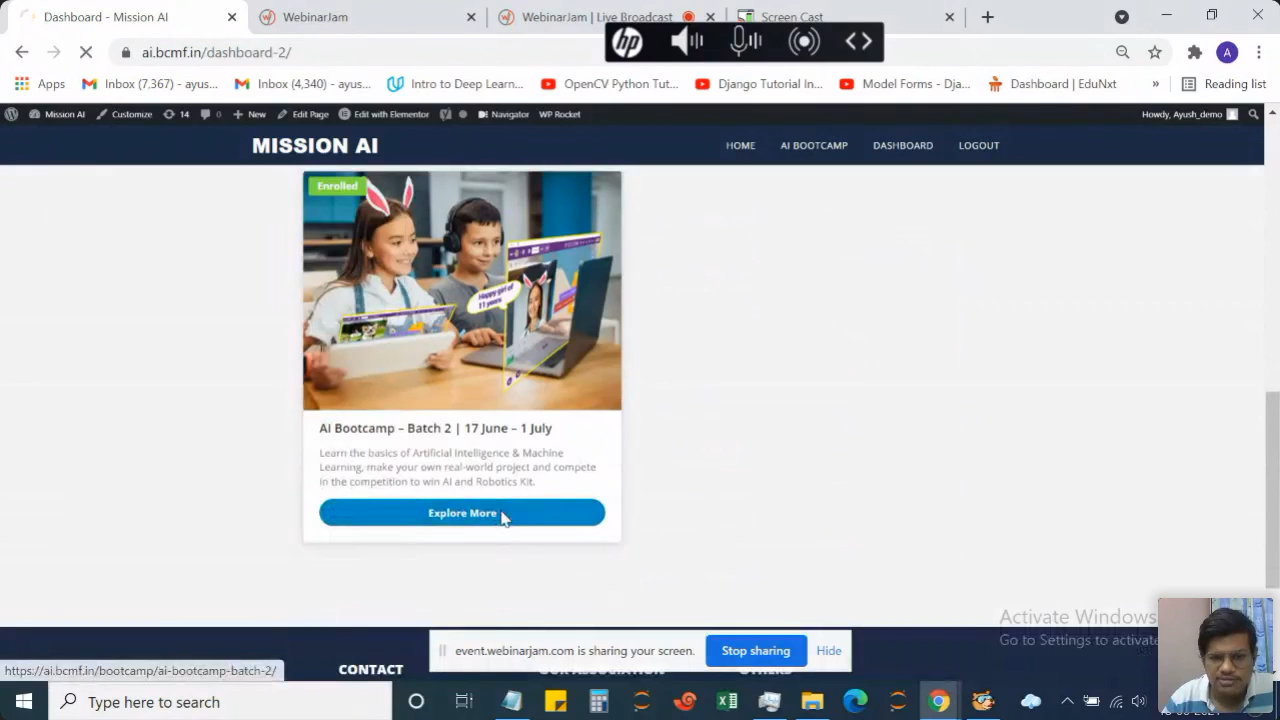 Dashboard - Mission AI
WebinarJam
WebinarJam | Live Broadcast
Screen Cast
ai.bcmf.in/dashboard-2/
hp
A
Apps
Inbox (7,367) - ayus...
Inbox (4,340) - ayus...
Intro to Deep Learn...
OpenCV Python Tut...
Django Tutorial In...
Model Forms - Dja...
Dashboard | EduNxt
»
Reading list
Mission AI
Customize
14
0
New
Edit Page
Edit with Elementor
Navigator
WP Rocket
Howdy, Ayush_demo
MISSION AI
HOME
AI BOOTCAMP
DASHBOARD
LOGOUT
Enrolled
Happy girl of
11 years
AI Bootcamp – Batch 2 | 17 June – 1 July
Learn the basics of Artificial Intelligence & Machine
Learning, make your own real-world project and compete
in the competition to win AI and Robotics Kit.
Explore More
Activate Windows
Go to Settings to activate
event.webinarjam.com is sharing your screen.
Stop sharing
Hide
https://ai.bcmf.in/bootcamp/ai-bootcamp-batch-2/
CONTACT
Type here to search